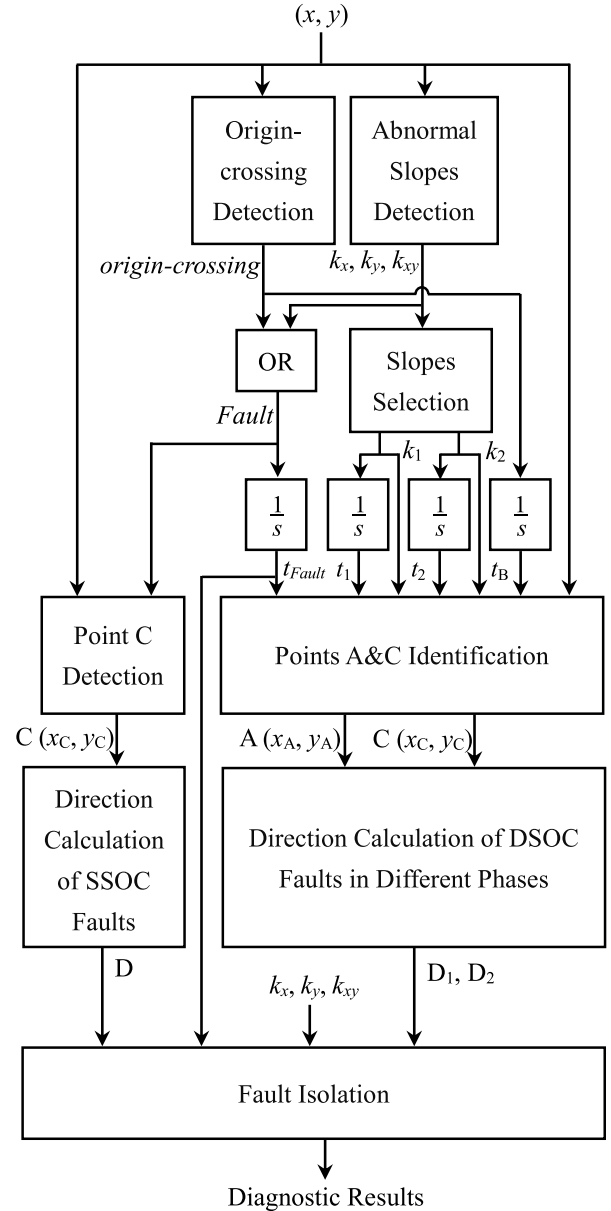 (x, y)
Origin-
crossing
Detection
Abnormal
Slopes
Detection
origin-crossing
kx, ky, kxy
OR
Slopes
Selection
Fault
k1
k2
1
s
1
s
1
s
1
s
tFault
t1
t2
tB
Point C
Detection
Points A&C Identification
C (xC, yC)
A (xA, yA)
C (xC, yC)
Direction
Calculation
of SSOC
Faults
Direction Calculation of DSOC
Faults in Different Phases
D
kx, ky, kxy
D1, D2
Fault Isolation
Diagnostic Results